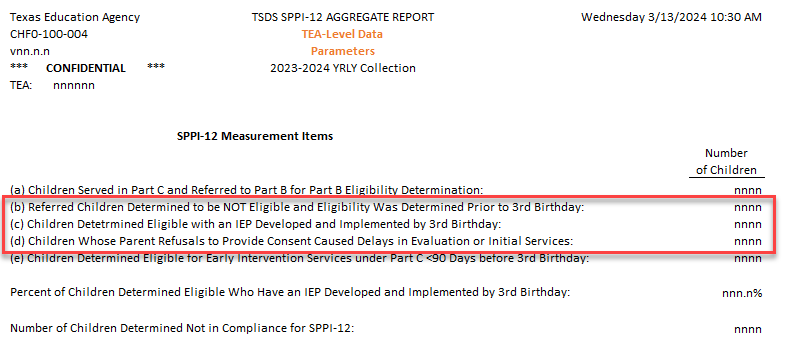 Texas Education Agency TSDS SPPI-12 AGGREGATE REPORT Wednesday 3/13/2024 10:30 AM
CHF0-100-004 TEA-Level Data
vnn.n.n Parameters
*** CONFIDENTIAL *** 2023-2024 YRLY Collection
TEA: nnnnnn
SPPI-12 Measurement Items
Number
of Children
(a) Children Served in Part C and Referred to Part B for Part B Eligibility Determination: nnnn
(b) Referred Children Determined to be NOT Eligible and Eligibility Was Determined Prior to 3rd Birthday: nnnn
(c) Children Detetrmined Eligible with an IEP Developed and Implemented by 3rd Birthday: nnnn
(d) Children Whose Parent Refusals to Provide Consent Caused Delays in Evaluation or Initial Services: nnnn
(e) Children Determined Eligible for Early Intervention Services under Part C <90 Days before 3rd Birthday: nnnn
Percent of Children Determined Eligible Who Have an IEP Developed and Implemented by 3rd Birthday: nnn.n%
Number of Children Determined Not in Compliance for SPPI-12: nnnn